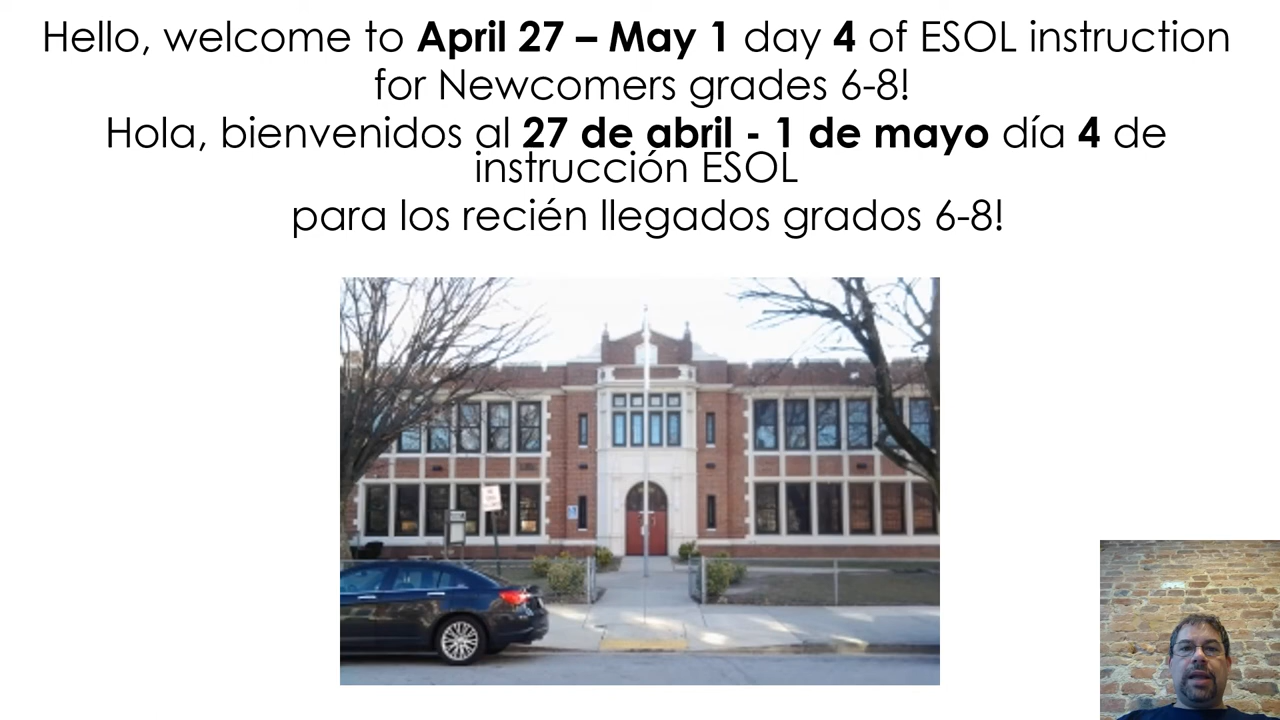 Hello, welcome to April 27 – May 1 day 4 of ESOL instruction
for Newcomers grades 6-8!
Hola, bienvenidos al 27 de abril - 1 de mayo día 4 de
instrucción ESOL
para los recién llegados grados 6-8!